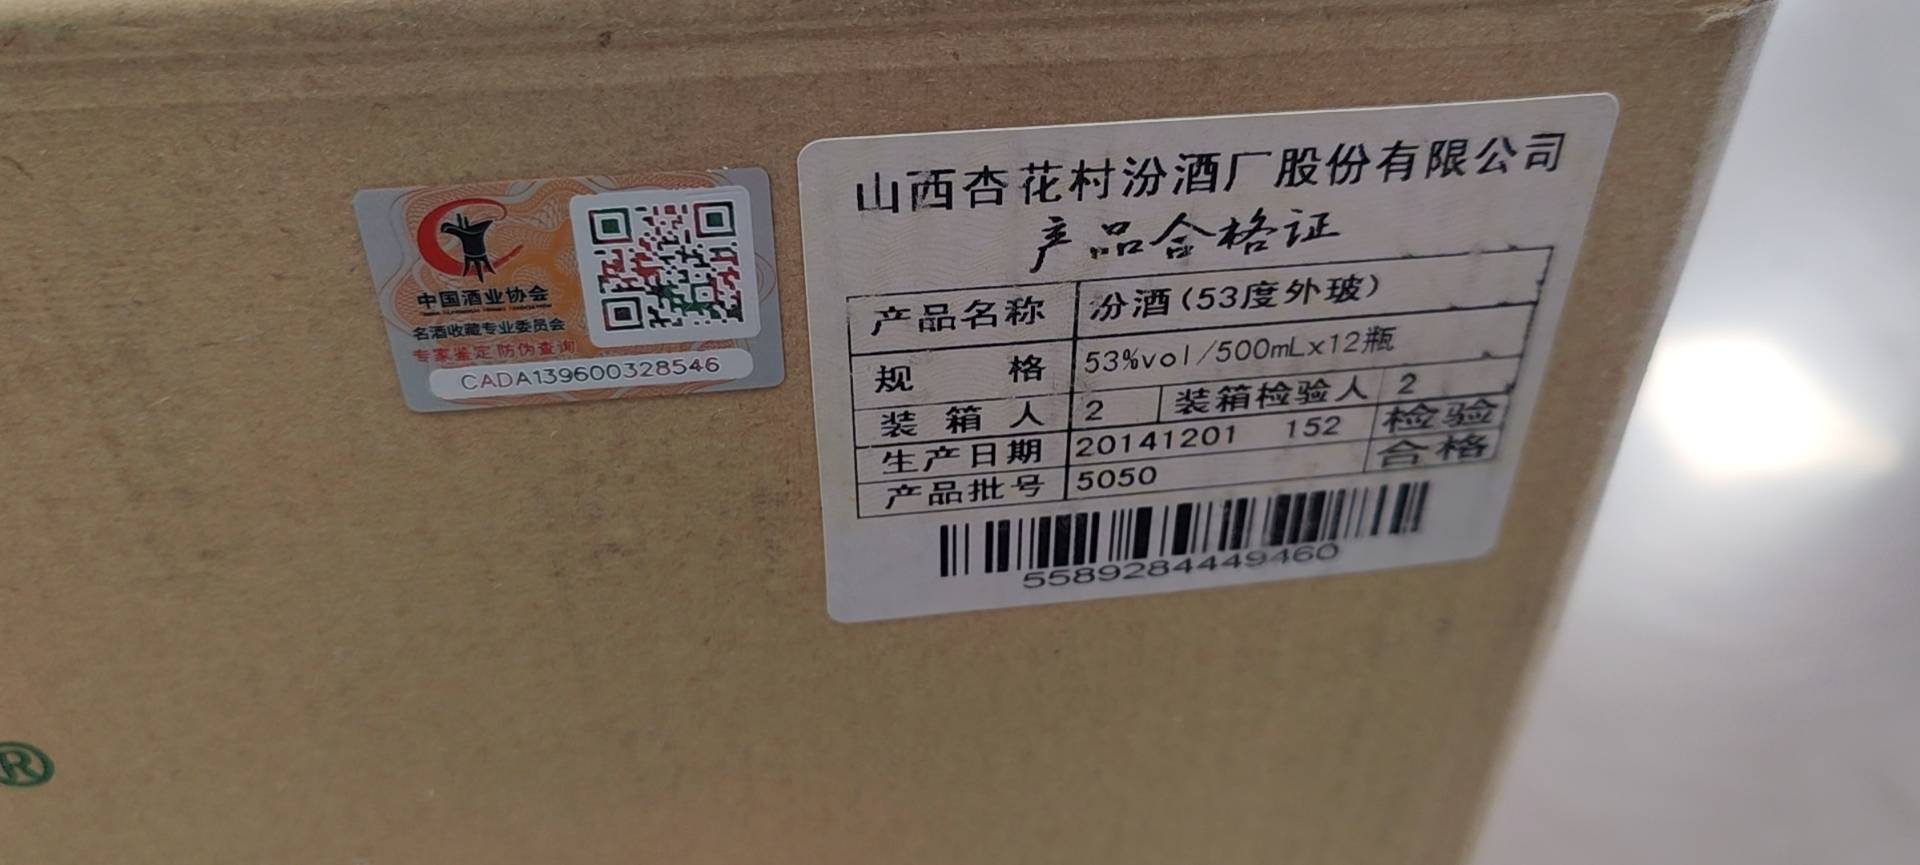 中国酒业协会
名酒收藏专业委员会
专家鉴定 防伪查询
CADA139600328546
山西杏花村汾酒厂股份有限公司
产品合格证
产品名称 汾酒(53度外玻)
规格 53%vol/500mLx12瓶
装箱人 2 装箱检验人 2
生产日期 20141201 152 检验
产品批号 5050 合格
5589284449460
®